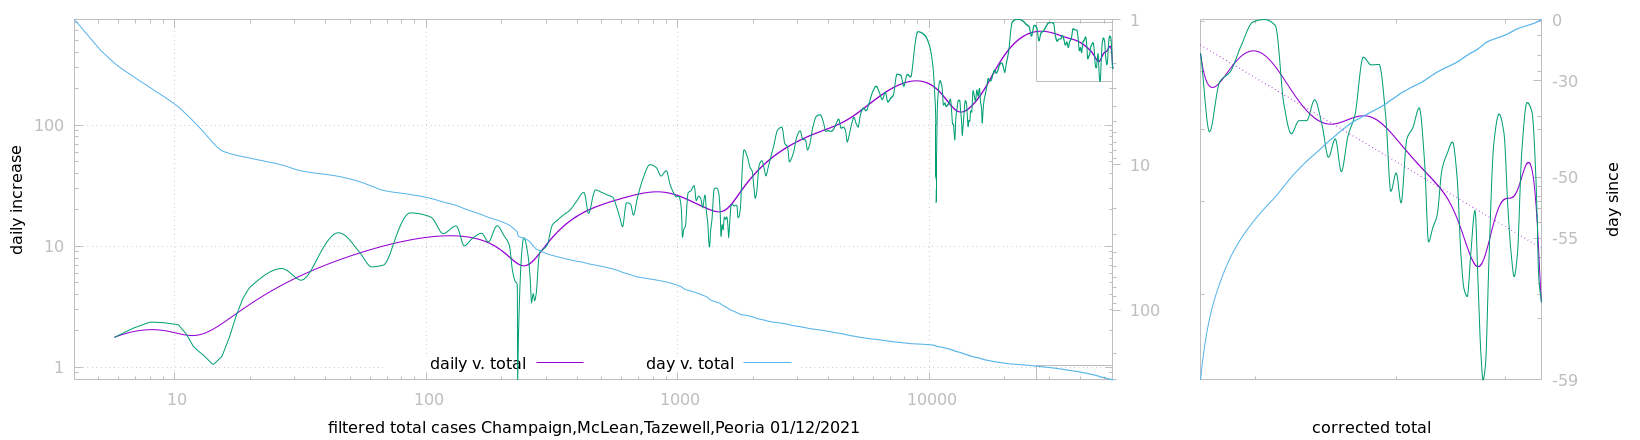 daily increase
100
10
1
daily v. total
day v. total
10
100
1000
10000
1
10
100
filtered total cases Champaign,McLean,Tazewell,Peoria 01/12/2021
0
-30
-50
-55
-59
day since
corrected total